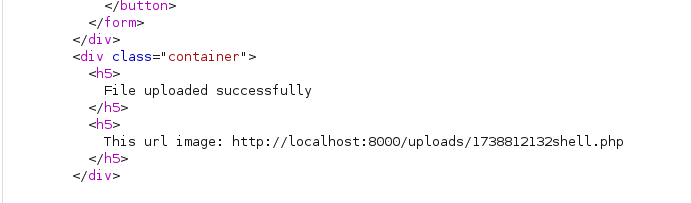 </button>
</form>
</div>
<div class="container">
<h5>
File uploaded successfully
</h5>
<h5>
This url image: http://localhost:8000/uploads/1738812132shell.php
</h5>
</div>